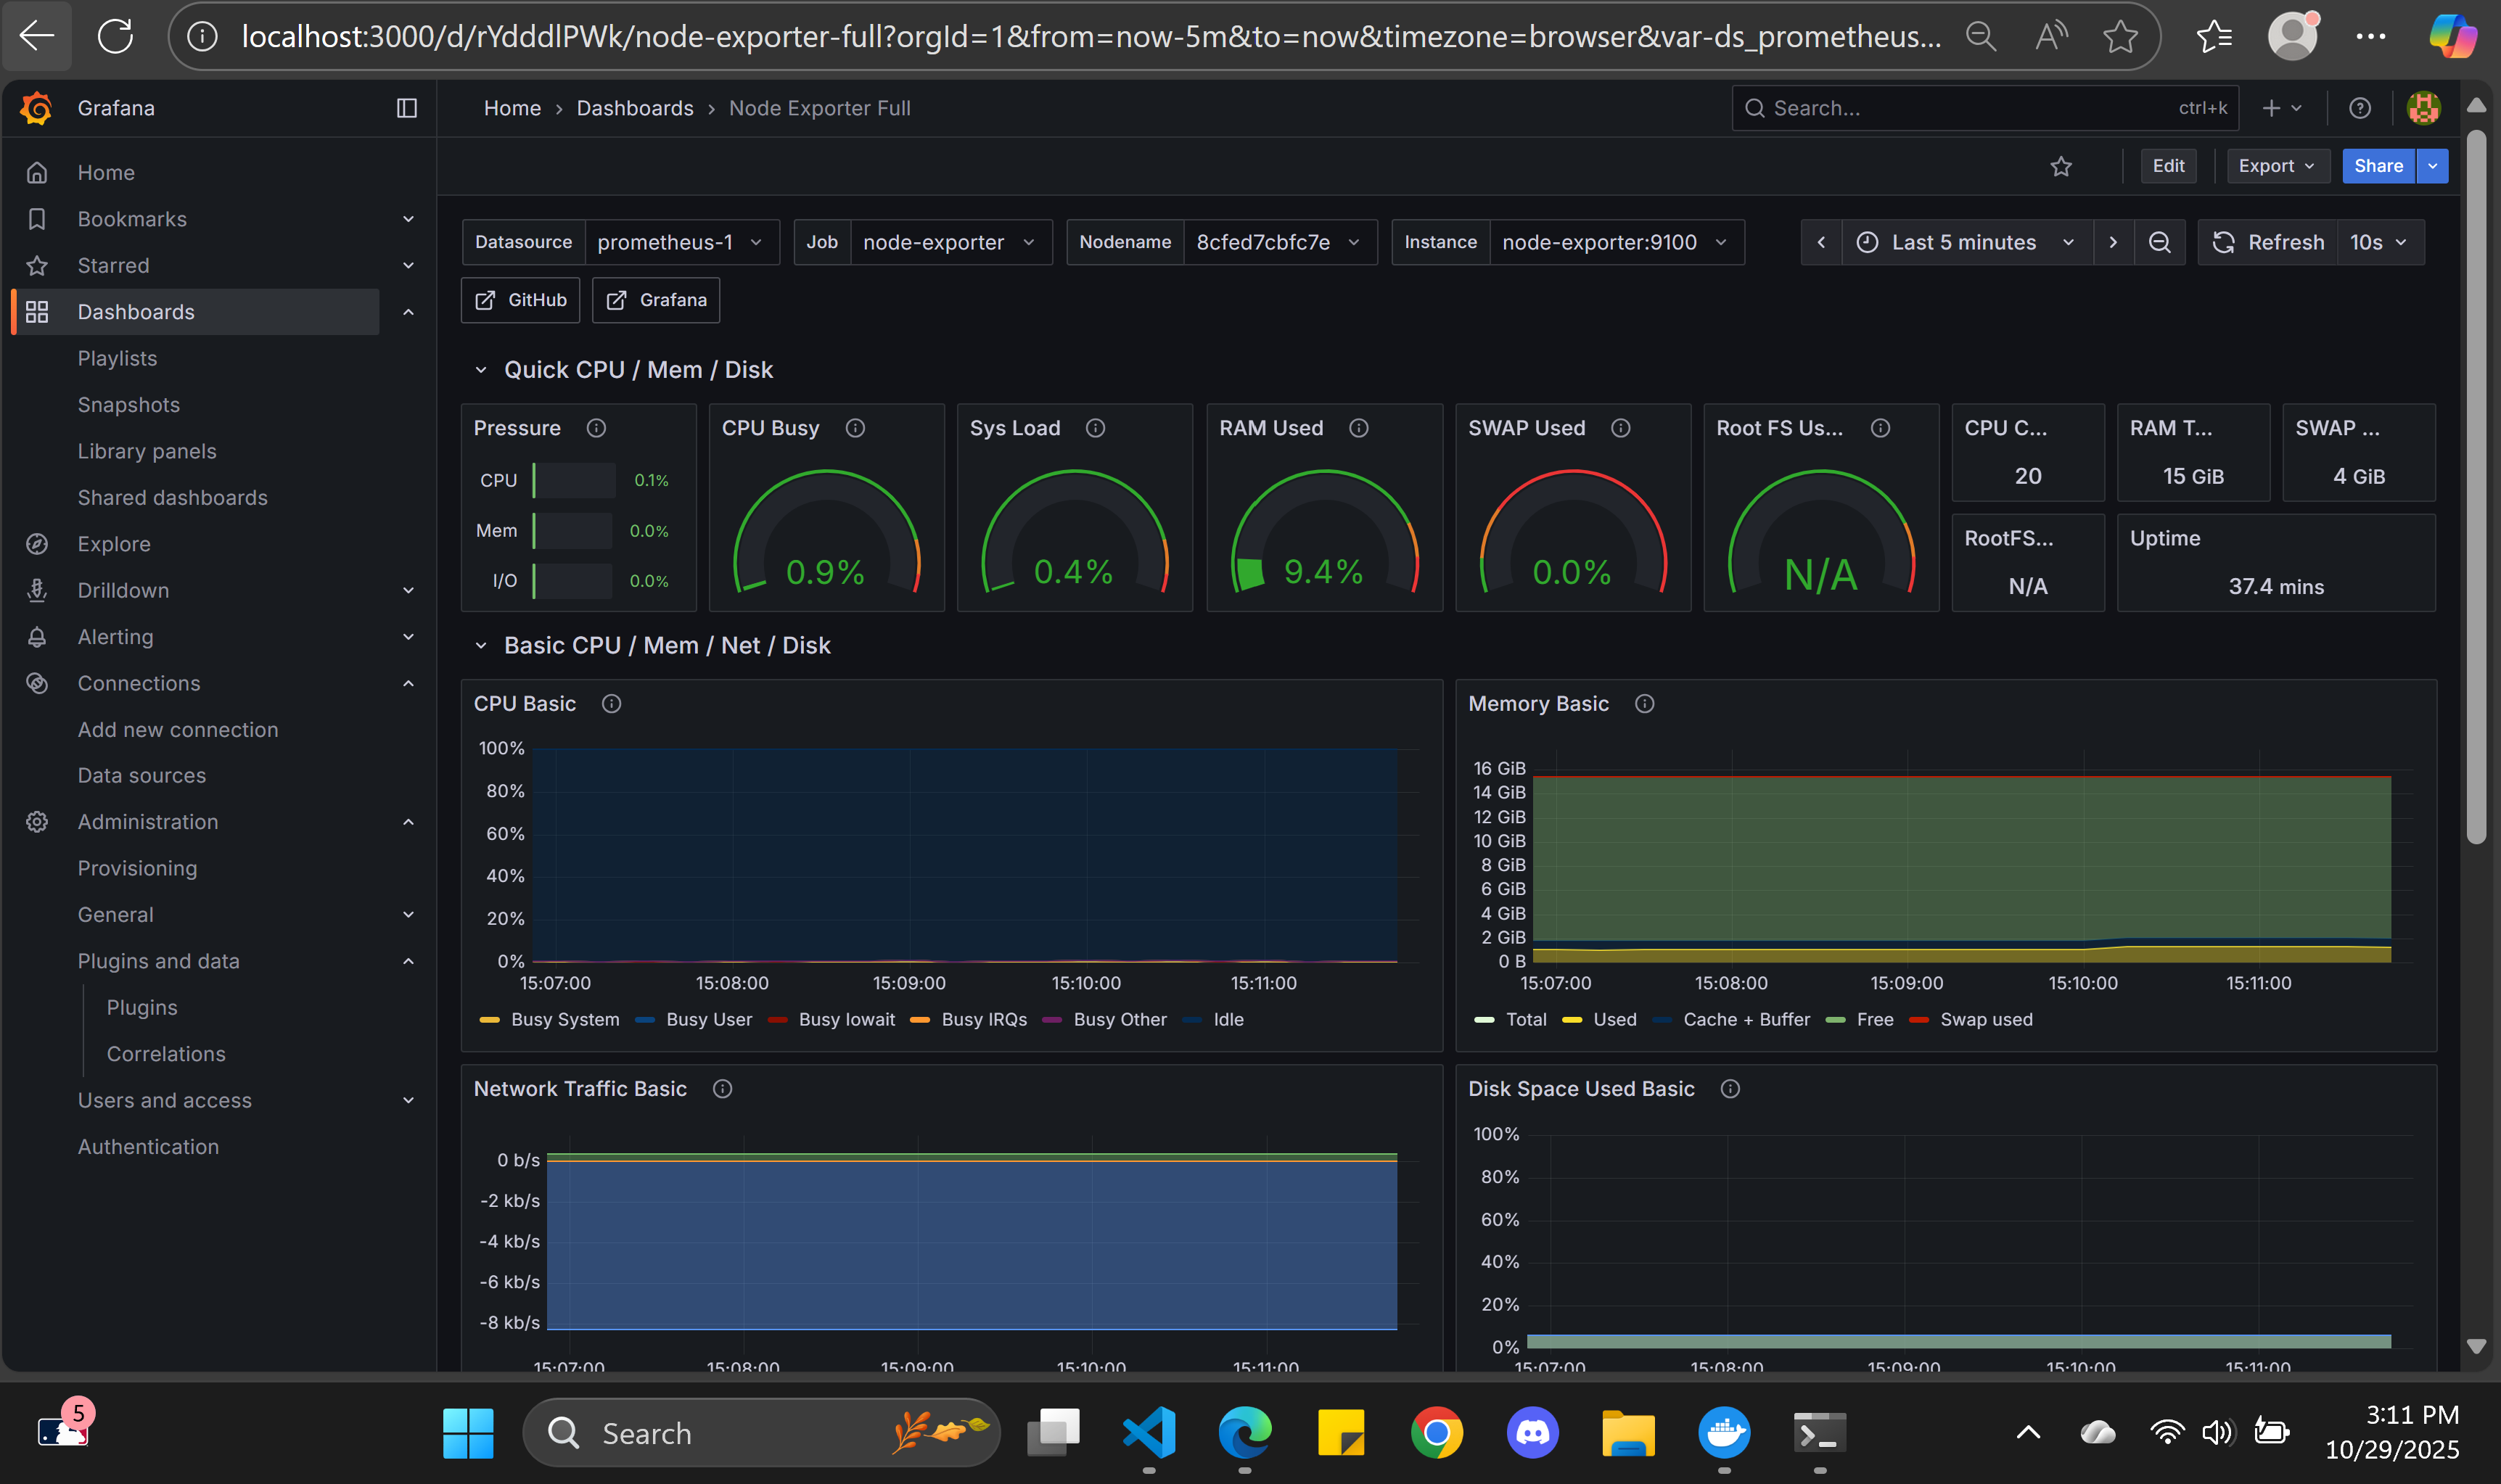 localhost:3000/d/rYdddlPWk/node-exporter-full?orgId=1&from=now-5m&to=now&timezone=browser&var-ds_prometheus...
Grafana
Home › Dashboards › Node Exporter Full
Search... ctrl+k
Edit Export Share
Home
Bookmarks
Starred
Dashboards
Playlists
Snapshots
Library panels
Shared dashboards
Explore
Drilldown
Alerting
Connections
Add new connection
Data sources
Administration
Provisioning
General
Plugins and data
Plugins
Correlations
Users and access
Authentication
Datasource prometheus-1 Job node-exporter Nodename 8cfed7cbfc7e Instance node-exporter:9100 Last 5 minutes Refresh 10s
GitHub Grafana
Quick CPU / Mem / Disk
Pressure
CPU 0.1%
Mem 0.0%
I/O 0.0%
CPU Busy
0.9%
Sys Load
0.4%
RAM Used
9.4%
SWAP Used
0.0%
Root FS Us...
N/A
CPU C...
20
RAM T...
15 GiB
SWAP ...
4 GiB
RootFS...
N/A
Uptime
37.4 mins
Basic CPU / Mem / Net / Disk
CPU Basic
100%
80%
60%
40%
20%
0%
15:07:00 15:08:00 15:09:00 15:10:00 15:11:00
Busy System Busy User Busy Iowait Busy IRQs Busy Other Idle
Memory Basic
16 GiB
14 GiB
12 GiB
10 GiB
8 GiB
6 GiB
4 GiB
2 GiB
0 B
15:07:00 15:08:00 15:09:00 15:10:00 15:11:00
Total Used Cache + Buffer Free Swap used
Network Traffic Basic
0 b/s
-2 kb/s
-4 kb/s
-6 kb/s
-8 kb/s
15:07:00 15:08:00 15:09:00 15:10:00 15:11:00
Disk Space Used Basic
100%
80%
60%
40%
20%
0%
15:07:00 15:08:00 15:09:00 15:10:00 15:11:00
5
Search
3:11 PM
10/29/2025